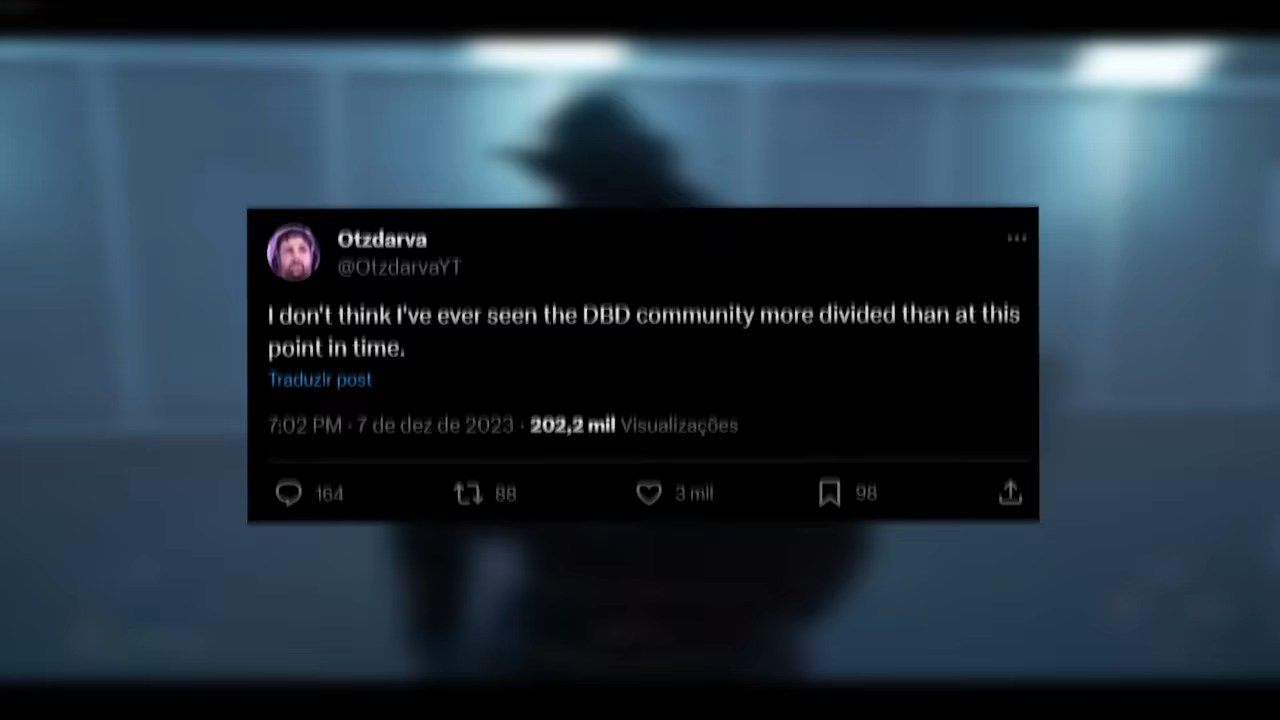 Otzdarva
@OtzdarvaYT
I don't think I've ever seen the DBD community more divided than at this
point in time.
Traduzir post
7:02 PM · 7 de dez de 2023 · 202,2 mil Visualizações
164 88 3 mil 98